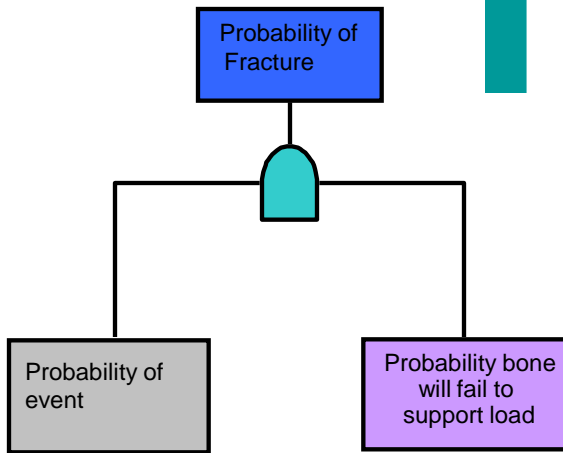 Probability of
Fracture
Probability of
event
Probability bone
will fail to
support load